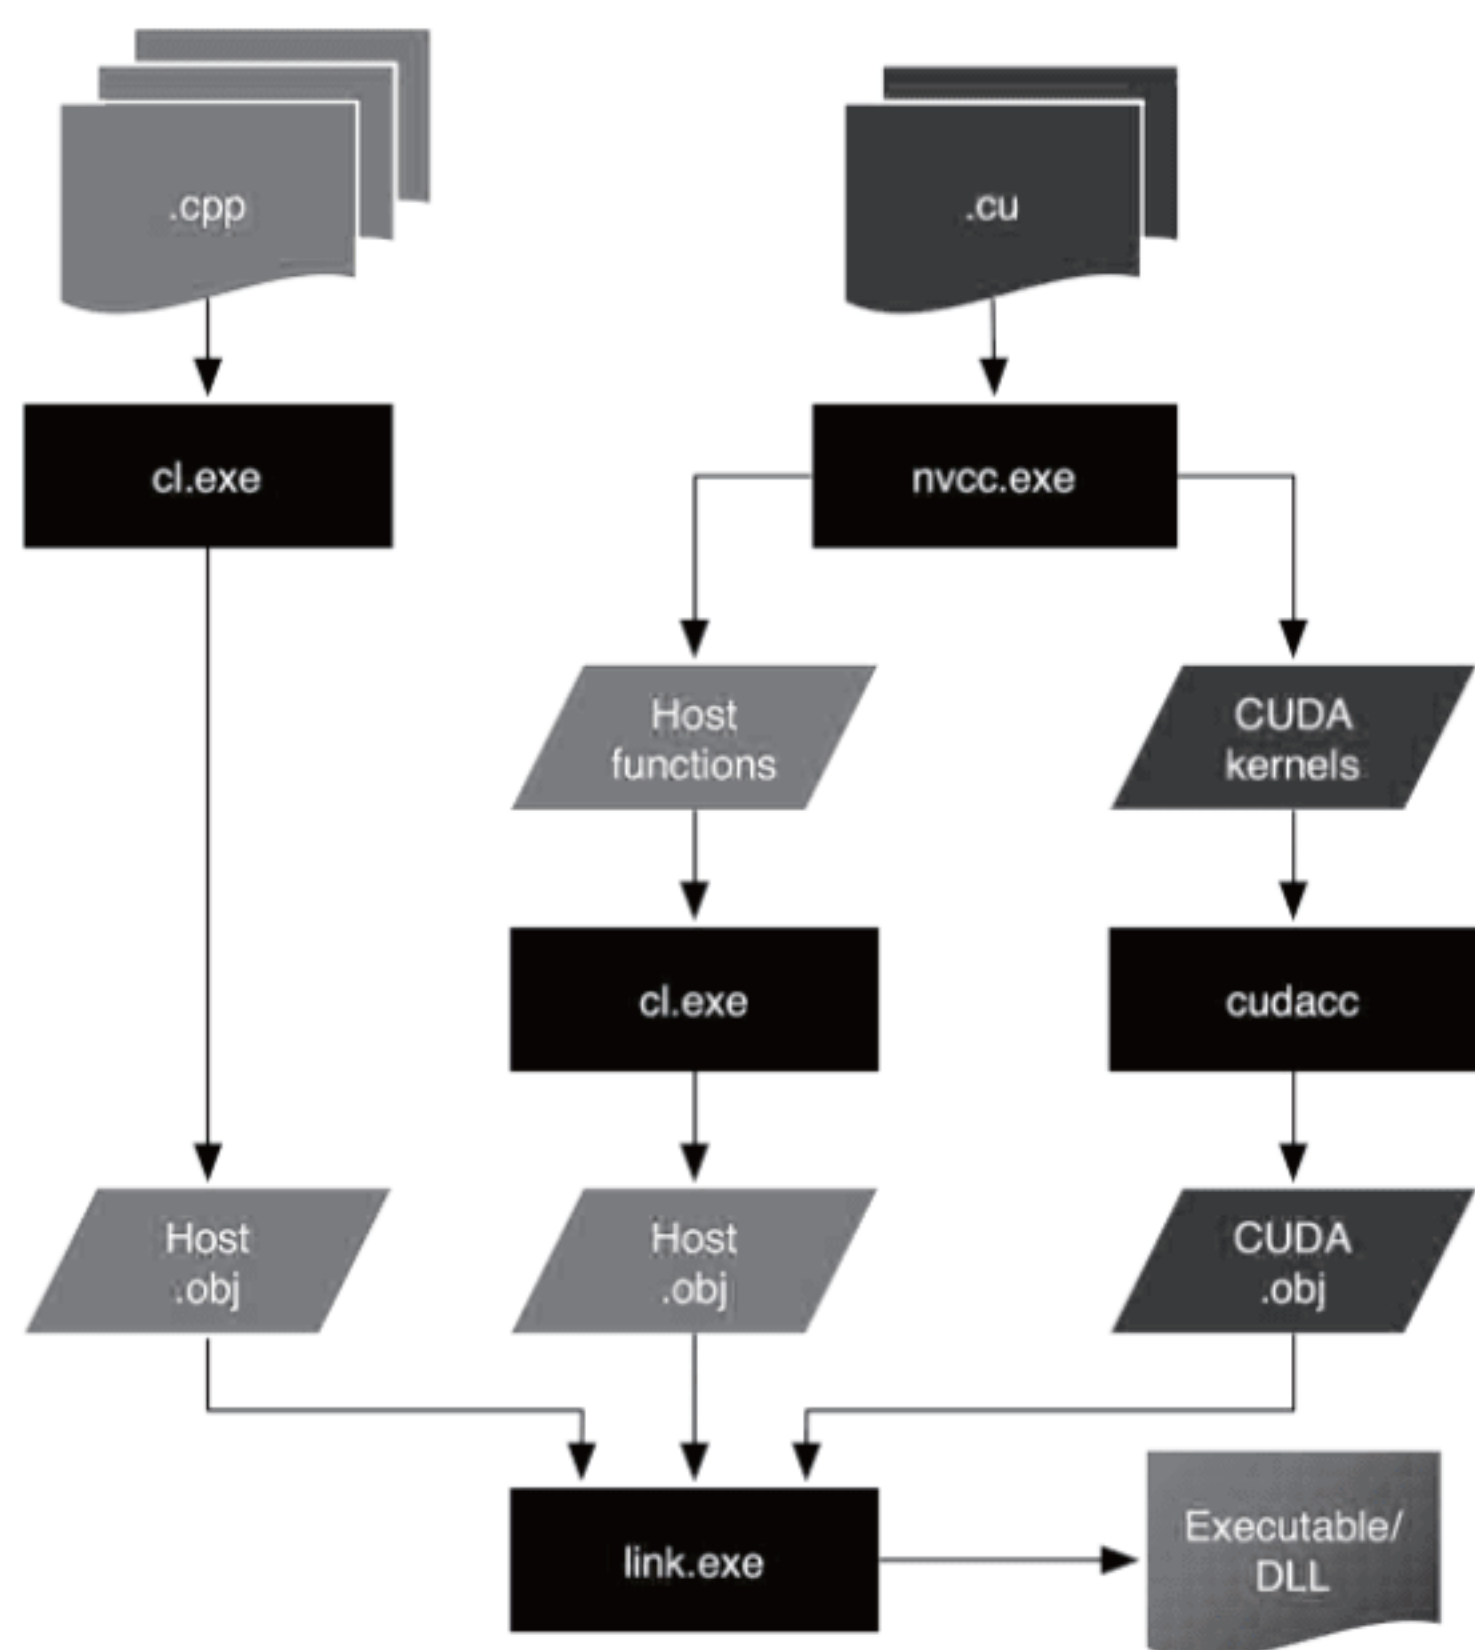 .cpp
.cu
cl.exe
nvcc.exe
Host
functions
CUDA
kernels
cl.exe
cudacc
Host
.obj
Host
.obj
CUDA
.obj
link.exe
Executable/
DLL